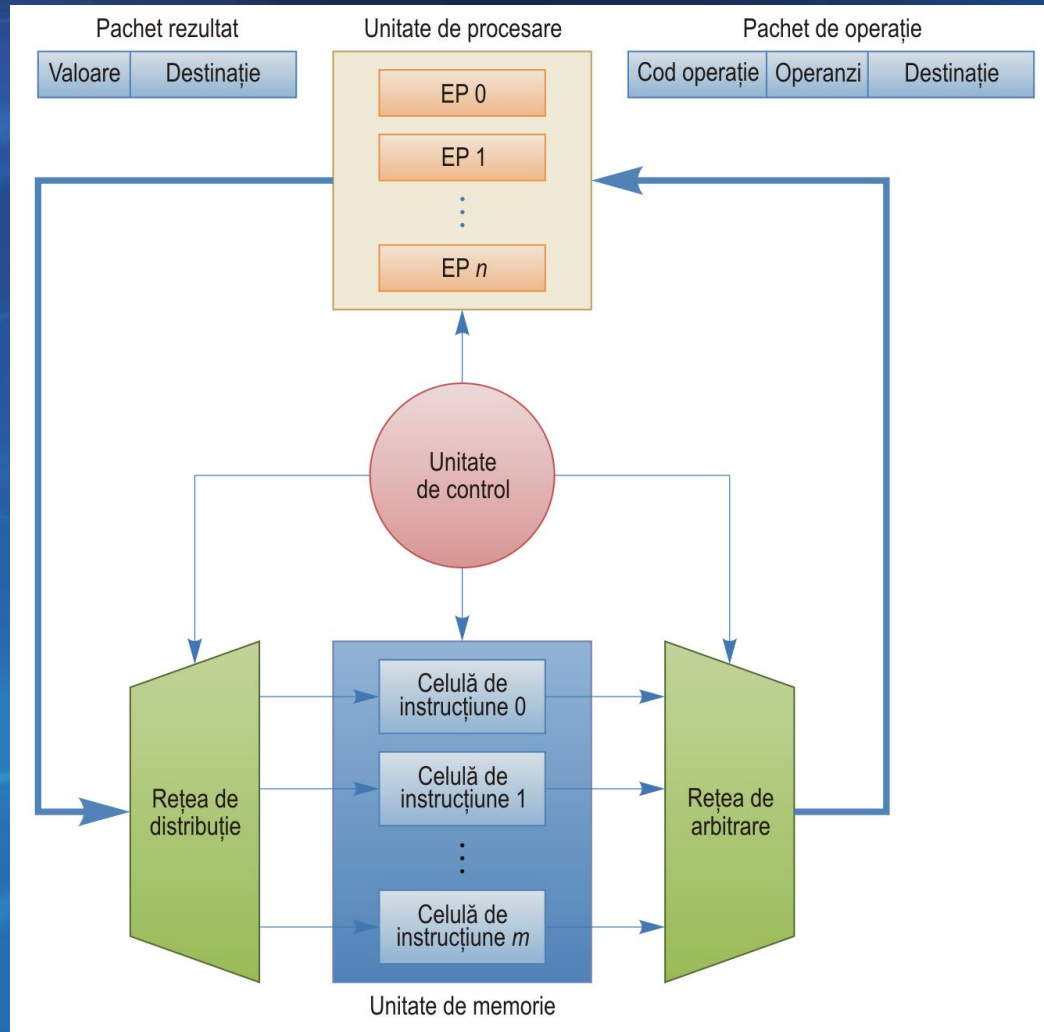 Pachet rezultat
Valoare Destinație
Unitate de procesare
EP 0
EP 1
EP n
Pachet de operație
Cod operație Operanzi Destinație
Unitate
de control
Rețea de
distribuție
Celulă de
instrucțiune 0
Celulă de
instrucțiune 1
Celulă de
instrucțiune m
Rețea de
arbitrare
Unitate de memorie